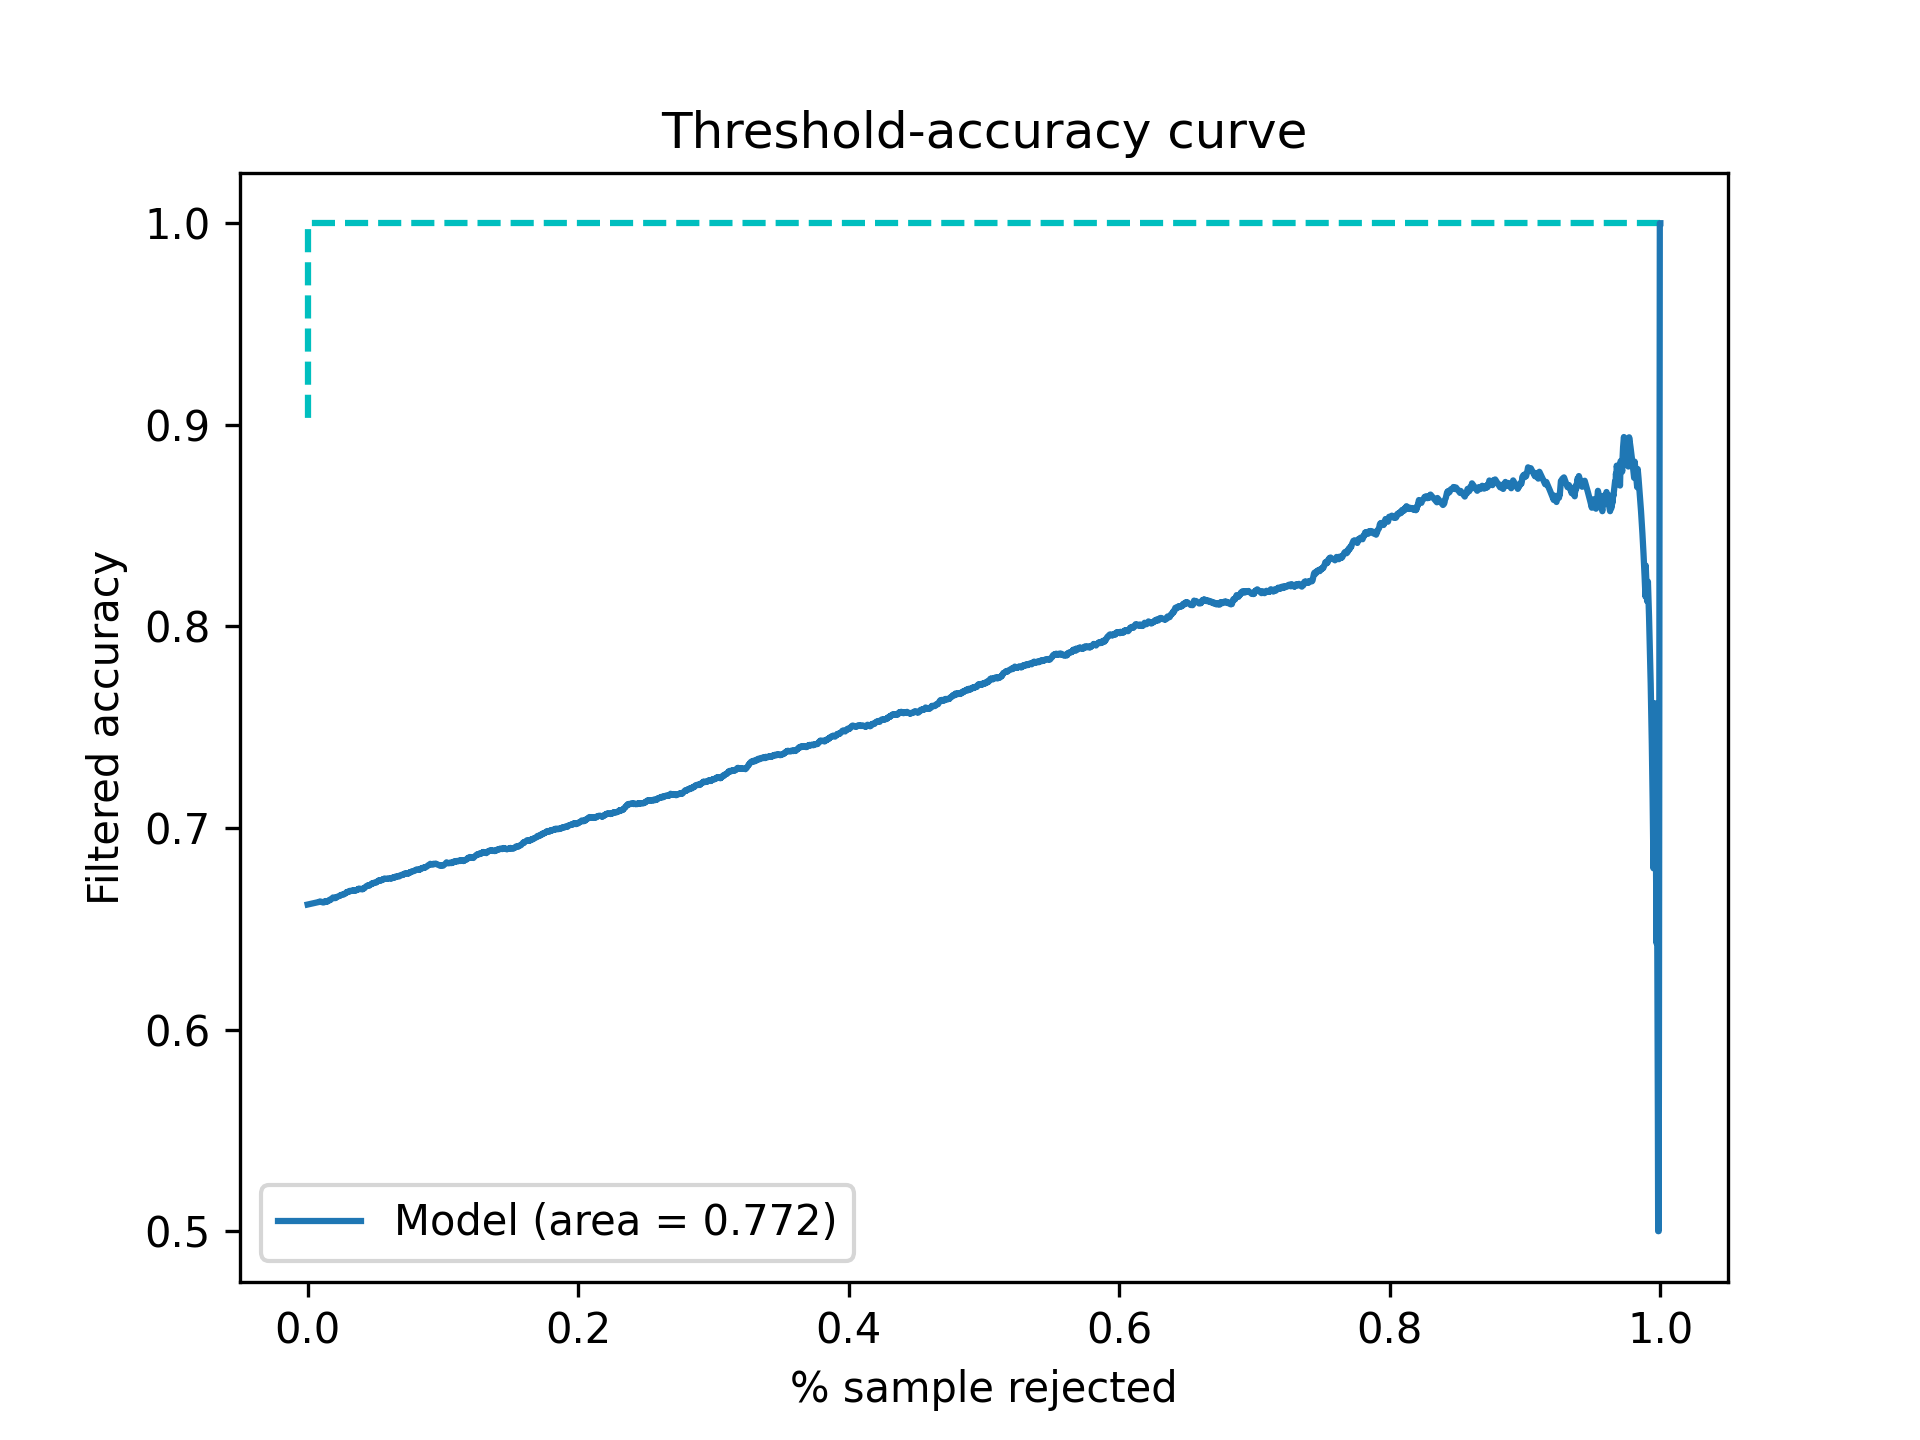 Threshold-accuracy curve
1.0
0.9
0.8
0.7
0.6
0.5
Filtered accuracy
Model (area = 0.772)
0.0 0.2 0.4 0.6 0.8 1.0
% sample rejected